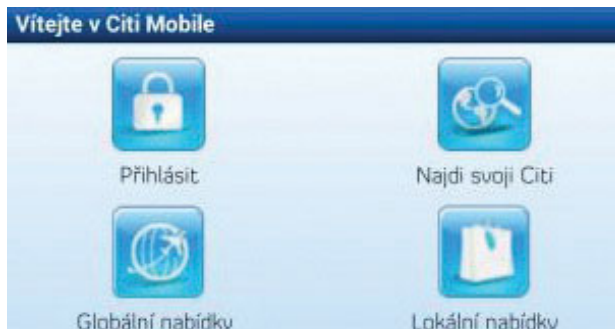 Vítejte v Citi Mobile
Přihlásit
Najdi svoji Citi
Globální nabídky
Lokální nabídky